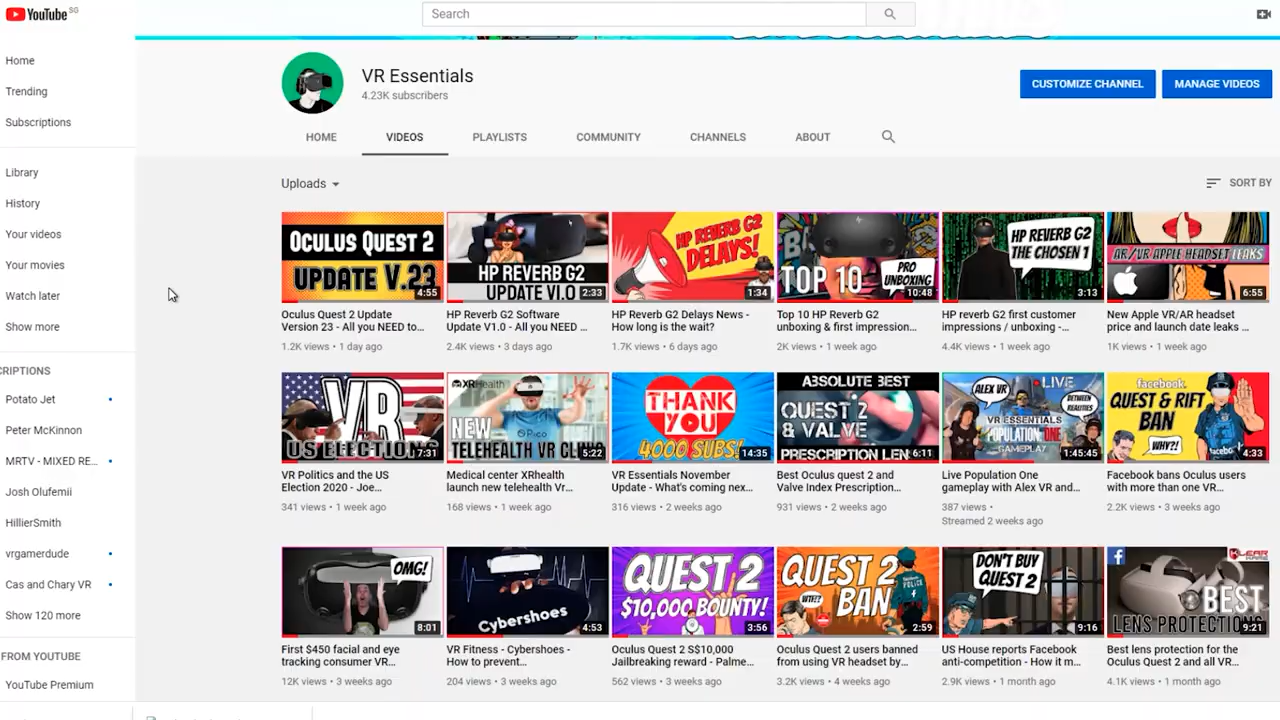 YouTube SG
Search
Home
Trending
Subscriptions
Library
History
Your videos
Your movies
Watch later
Show more
CRIPTIONS
Potato Jet
Peter McKinnon
MRTV - MIXED RE...
Josh Olufemii
HillierSmith
vrgamerdude
Cas and Chary VR
Show 120 more
FROM YOUTUBE
YouTube Premium
VR Essentials
4.23K subscribers
CUSTOMIZE CHANNEL
MANAGE VIDEOS
HOME
VIDEOS
PLAYLISTS
COMMUNITY
CHANNELS
ABOUT
Uploads
SORT BY
OCULUS QUEST 2
UPDATE V.23
4:55
Oculus Quest 2 Update
Version 23 - All you NEED to...
1.2K views • 1 day ago
HP REVERB G2
UPDATE V1.0
2:33
HP Reverb G2 Software
Update V1.0 - All you NEED ...
2.4K views • 3 days ago
HP REVERB G2
DELAYS!
1:34
HP Reverb G2 Delays News -
How long is the wait?
1.7K views • 6 days ago
TOP 10
PRO
UNBOXING
10:48
Top 10 HP Reverb G2
unboxing & first impression...
2K views • 1 week ago
HP REVERB G2
THE CHOSEN 1
3:13
HP reverb G2 first customer
impressions / unboxing -...
4.4K views • 1 week ago
AR/VR APPLE HEADSET
LEAKS
6:55
New Apple VR/AR headset
price and launch date leaks ...
1K views • 1 week ago
VR
US ELECTIONS
7:31
VR Politics and the US
Election 2020 - Joe...
341 views • 1 week ago
XRHealth
NEW
Pico
TELEHEALTH VR CLINIC
5:22
Medical center XRhealth
launch new telehealth Vr...
168 views • 1 week ago
THANK
YOU
4000 SUBS!
14:35
VR Essentials November
Update - What's coming nex...
316 views • 2 weeks ago
ABSOLUTE BEST
QUEST 2
& VALVE
PRESCRIPTION LEN
6:11
Best Oculus quest 2 and
Valve Index Prescription...
931 views • 2 weeks ago
ALEX VR
LIVE
BETWEEN
REALITIES
VR ESSENTIALS
POPULATION: ONE
GAMEPLAY
1:45:45
Live Population One
gameplay with Alex VR and...
387 views •
Streamed 2 weeks ago
facebook.
QUEST & RIFT
BAN
WHY?!
4:33
Facebook bans Oculus users
with more than one VR...
2.2K views • 3 weeks ago
OMG!
8:01
First $450 facial and eye
tracking consumer VR...
12K views • 3 weeks ago
Cybershoes
4:53
VR Fitness - Cybershoes -
How to prevent...
204 views • 3 weeks ago
QUEST 2
$10,000 BOUNTY!
3:56
Oculus Quest 2 S$10,000
Jailbreaking reward - Palme...
562 views • 3 weeks ago
QUEST 2
BAN
WTF!?
POLICE
2:59
Oculus Quest 2 users banned
from using VR headset by...
3.2K views • 4 weeks ago
DON'T BUY
QUEST 2
9:16
US House reports Facebook
anti-competition - How it m...
2.9K views • 1 month ago
BEST
LENS PROTECTION
9:21
Best lens protection for the
Oculus Quest 2 and all VR...
4.1K views • 1 month ago